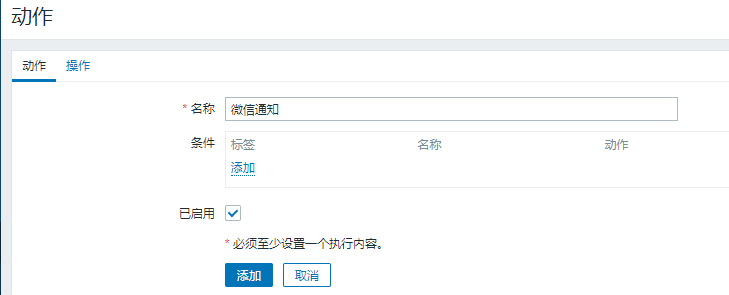 动作
动作 操作
* 名称 微信通知
条件 标签 名称 动作
添加
已启用
* 必须至少设置一个执行内容。
添加 取消